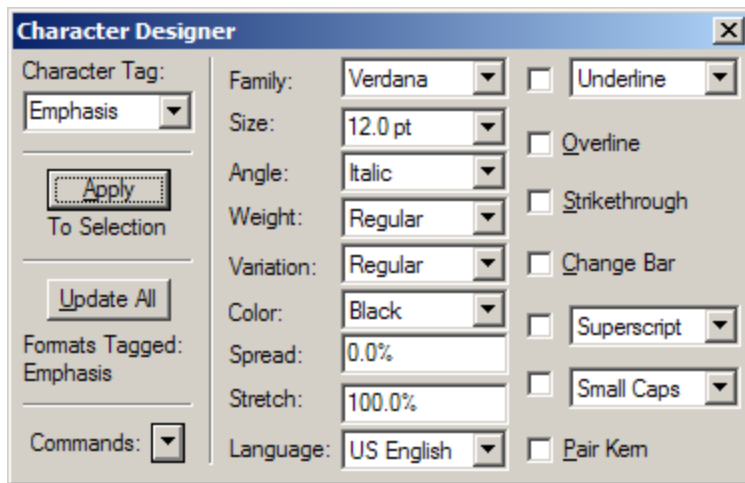 Character Designer
Character Tag:
Emphasis
Apply
To Selection
Update All
Formats Tagged:
Emphasis
Commands:
Family: Verdana
Size: 12.0 pt
Angle: Italic
Weight: Regular
Variation: Regular
Color: Black
Spread: 0.0%
Stretch: 100.0%
Language: US English
Underline
Overline
Strikethrough
Change Bar
Superscript
Small Caps
Pair Kern